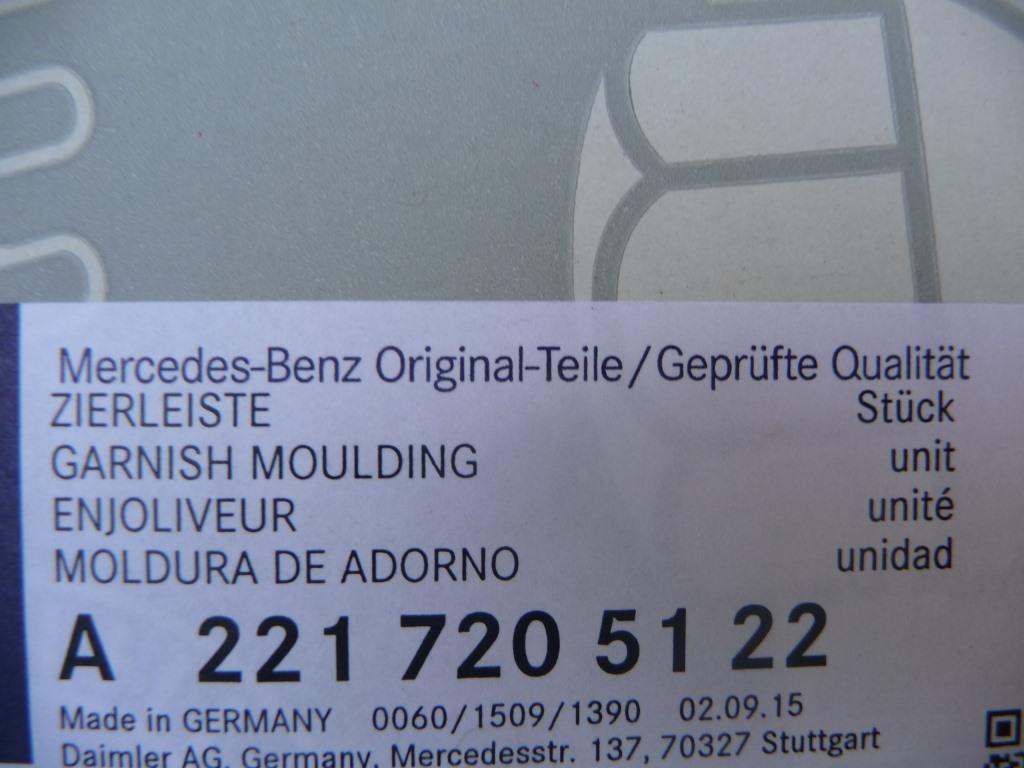 Mercedes-Benz Original-Teile/Geprüfte Qualität
ZIERLEISTE Stück
GARNISH MOULDING unit
ENJOLIVEUR unité
MOLDURA DE ADORNO unidad
A 221 720 51 22
Made in GERMANY 0060/1509/1390 02.09.15
Daimler AG, Germany, Mercedesstr. 137, 70327 Stuttgart